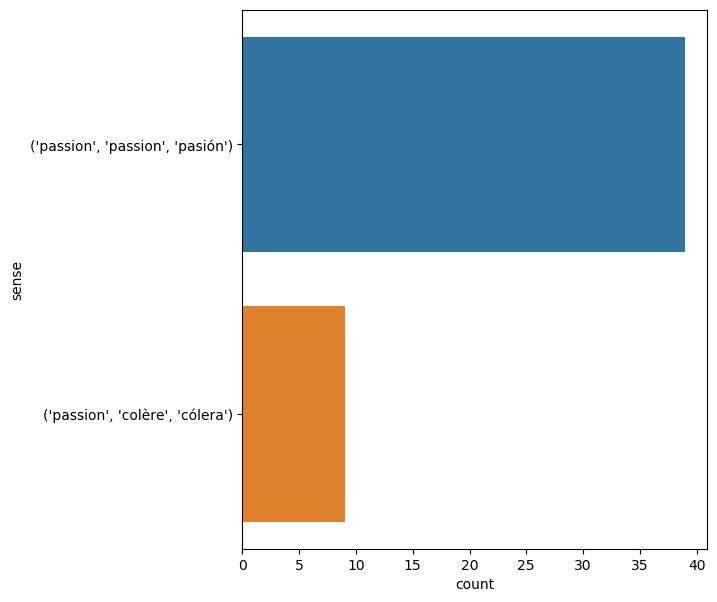 ('passion', 'passion', 'pasión')
sense
('passion', 'colère', 'cólera')
0 5 10 15 20 25 30 35 40
count